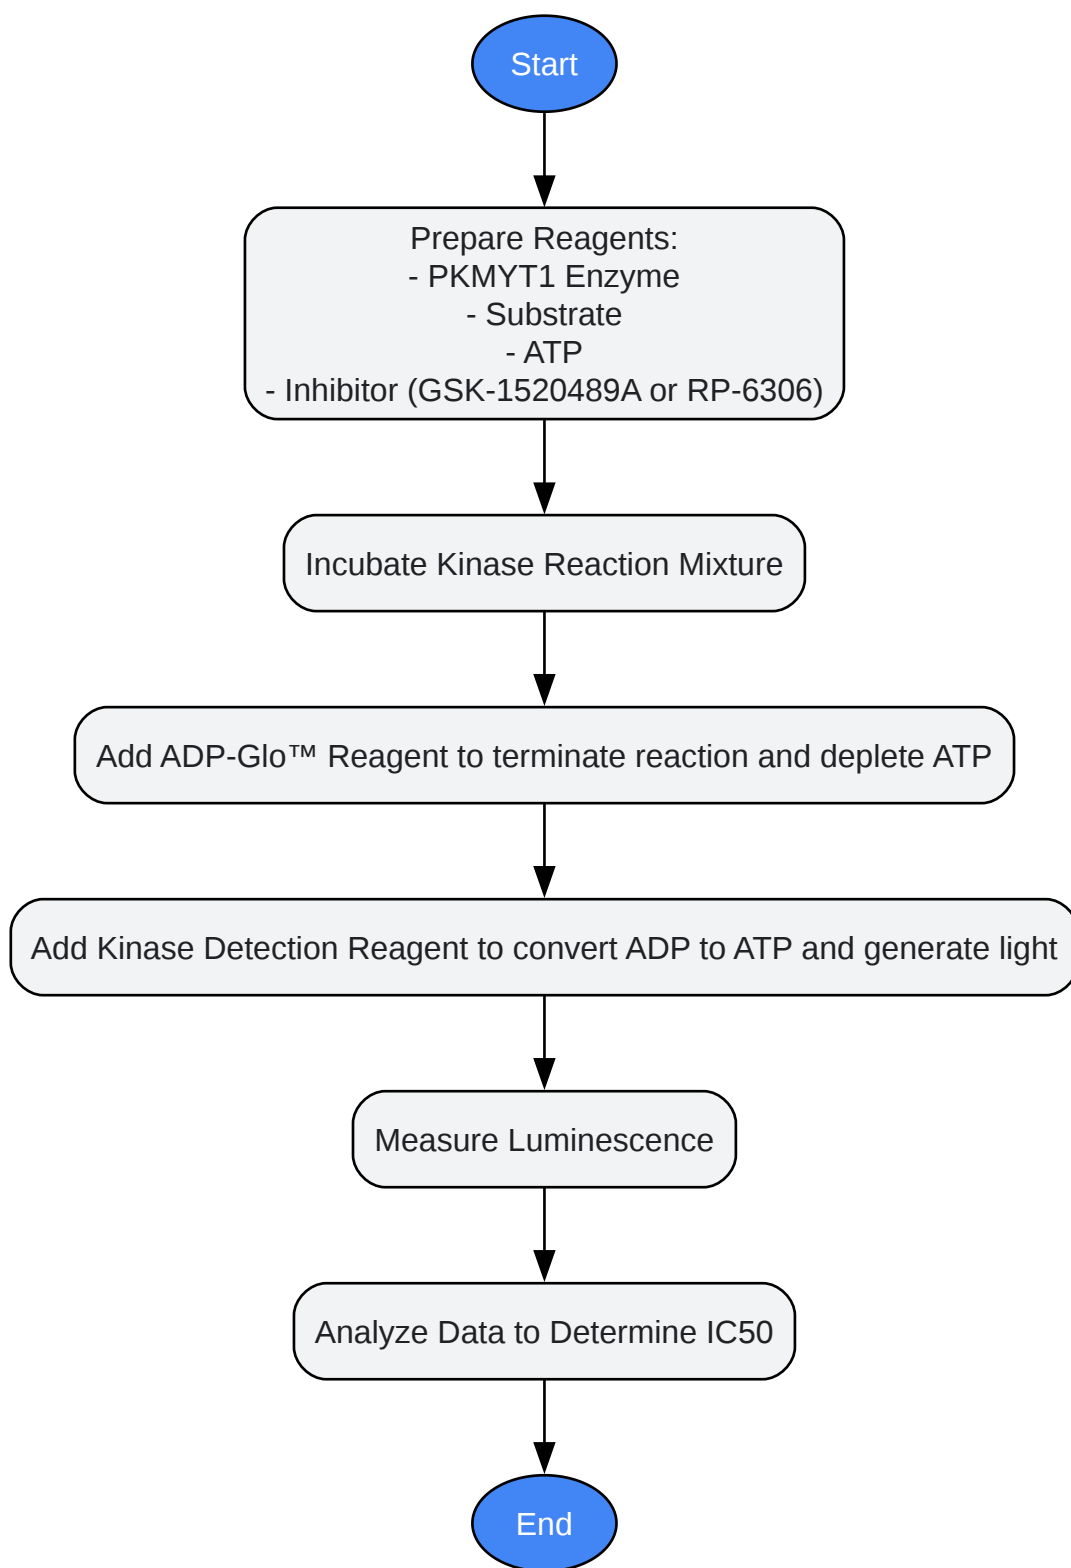 Start
Prepare Reagents:
- PKMYT1 Enzyme
- Substrate
- ATP
- Inhibitor (GSK-1520489A or RP-6306)
Incubate Kinase Reaction Mixture
Add ADP-Glo™ Reagent to terminate reaction and deplete ATP
Add Kinase Detection Reagent to convert ADP to ATP and generate light
Measure Luminescence
Analyze Data to Determine IC50
End